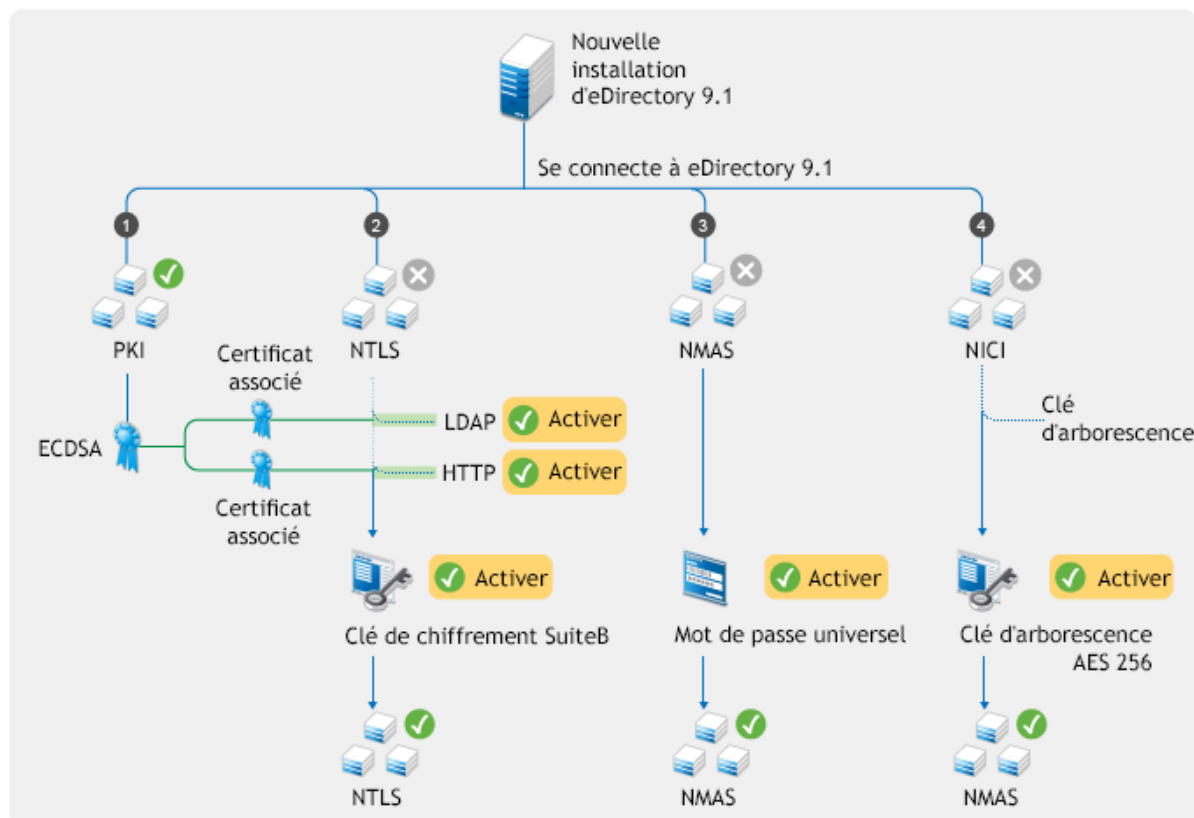 Nouvelle
installation
d'eDirectory 9.1
Se connecte à eDirectory 9.1
1
2
3
4
PKI
NTLS
NMAS
NICI
Certificat
associé
ECDSA
LDAP
Activer
HTTP
Activer
Certificat
associé
Clé
d'arborescence
Activer
Clé de chiffrement SuiteB
Activer
Mot de passe universel
Activer
Clé d'arborescence
AES 256
NTLS
NMAS
NMAS